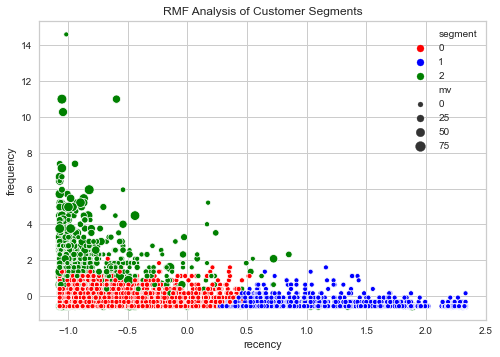 RMF Analysis of Customer Segments
segment
0
1
2
mv
0
25
50
75
14
12
10
8
6
4
2
0
frequency
−1.0 −0.5 0.0 0.5 1.0 1.5 2.0 2.5
recency